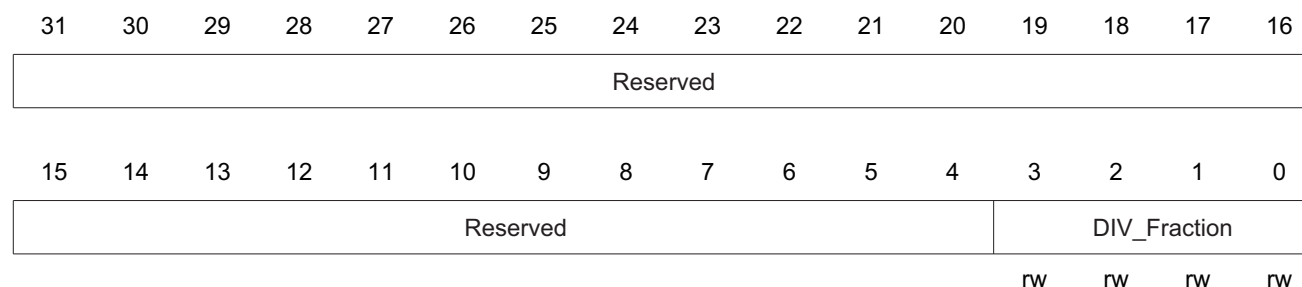 31 30 29 28 27 26 25 24 23 22 21 20 19 18 17 16
Reserved
15 14 13 12 11 10 9 8 7 6 5 4 3 2 1 0
Reserved DIV_Fraction
rw rw rw rw